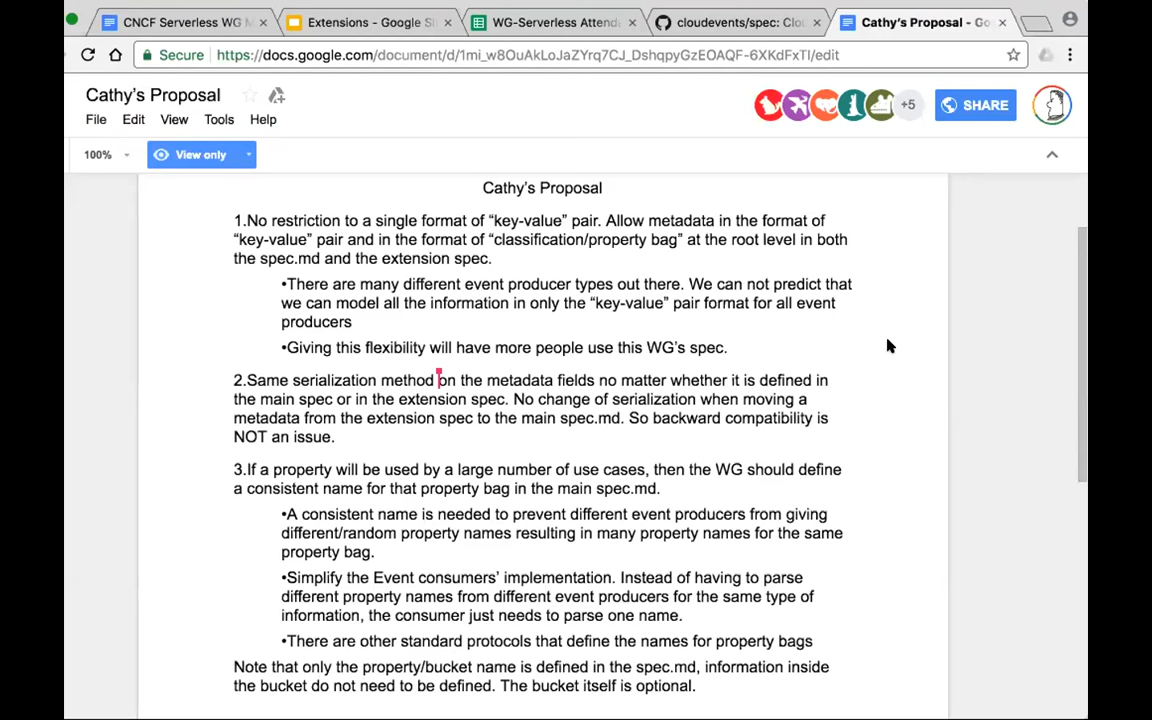 CNCF Serverless WG M
Extensions - Google Sl
WG-Serverless Attend
cloudevents/spec: Clou
Cathy's Proposal - Go
Secure
https://docs.google.com/document/d/1mi_w8OuAkLoJaZYrq7CJ_DshqpyGzEOAQF-6XKdFxTI/edit
Cathy's Proposal
+5
SHARE
File Edit View Tools Help
100%
View only
Cathy's Proposal
1.No restriction to a single format of “key-value” pair. Allow metadata in the format of
“key-value” pair and in the format of “classification/property bag” at the root level in both
the spec.md and the extension spec.
•There are many different event producer types out there. We can not predict that
we can model all the information in only the “key-value” pair format for all event
producers
•Giving this flexibility will have more people use this WG's spec.
2.Same serialization method on the metadata fields no matter whether it is defined in
the main spec or in the extension spec. No change of serialization when moving a
metadata from the extension spec to the main spec.md. So backward compatibility is
NOT an issue.
3.If a property will be used by a large number of use cases, then the WG should define
a consistent name for that property bag in the main spec.md.
•A consistent name is needed to prevent different event producers from giving
different/random property names resulting in many property names for the same
property bag.
•Simplify the Event consumers' implementation. Instead of having to parse
different property names from different event producers for the same type of
information, the consumer just needs to parse one name.
•There are other standard protocols that define the names for property bags
Note that only the property/bucket name is defined in the spec.md, information inside
the bucket do not need to be defined. The bucket itself is optional.